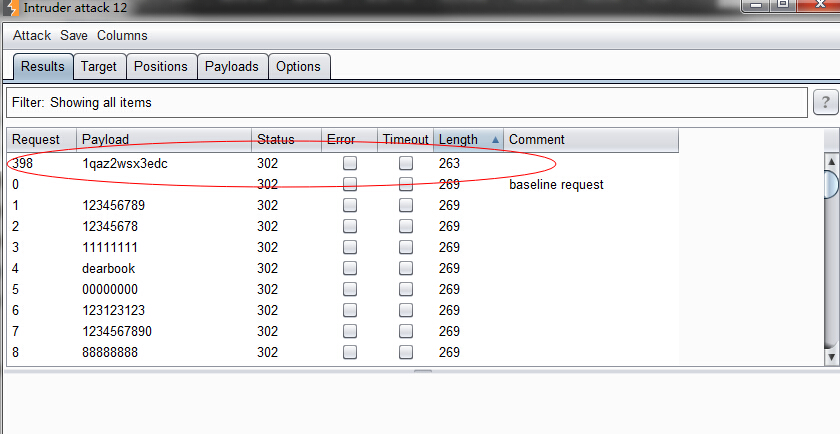 Intruder attack 12
Attack Save Columns
Results Target Positions Payloads Options
Filter: Showing all items ?
Request Payload Status Error Timeout Length Comment
398 1qaz2wsx3edc 302 263
0 302 269 baseline request
1 123456789 302 269
2 12345678 302 269
3 11111111 302 269
4 dearbook 302 269
5 00000000 302 269
6 123123123 302 269
7 1234567890 302 269
8 88888888 302 269